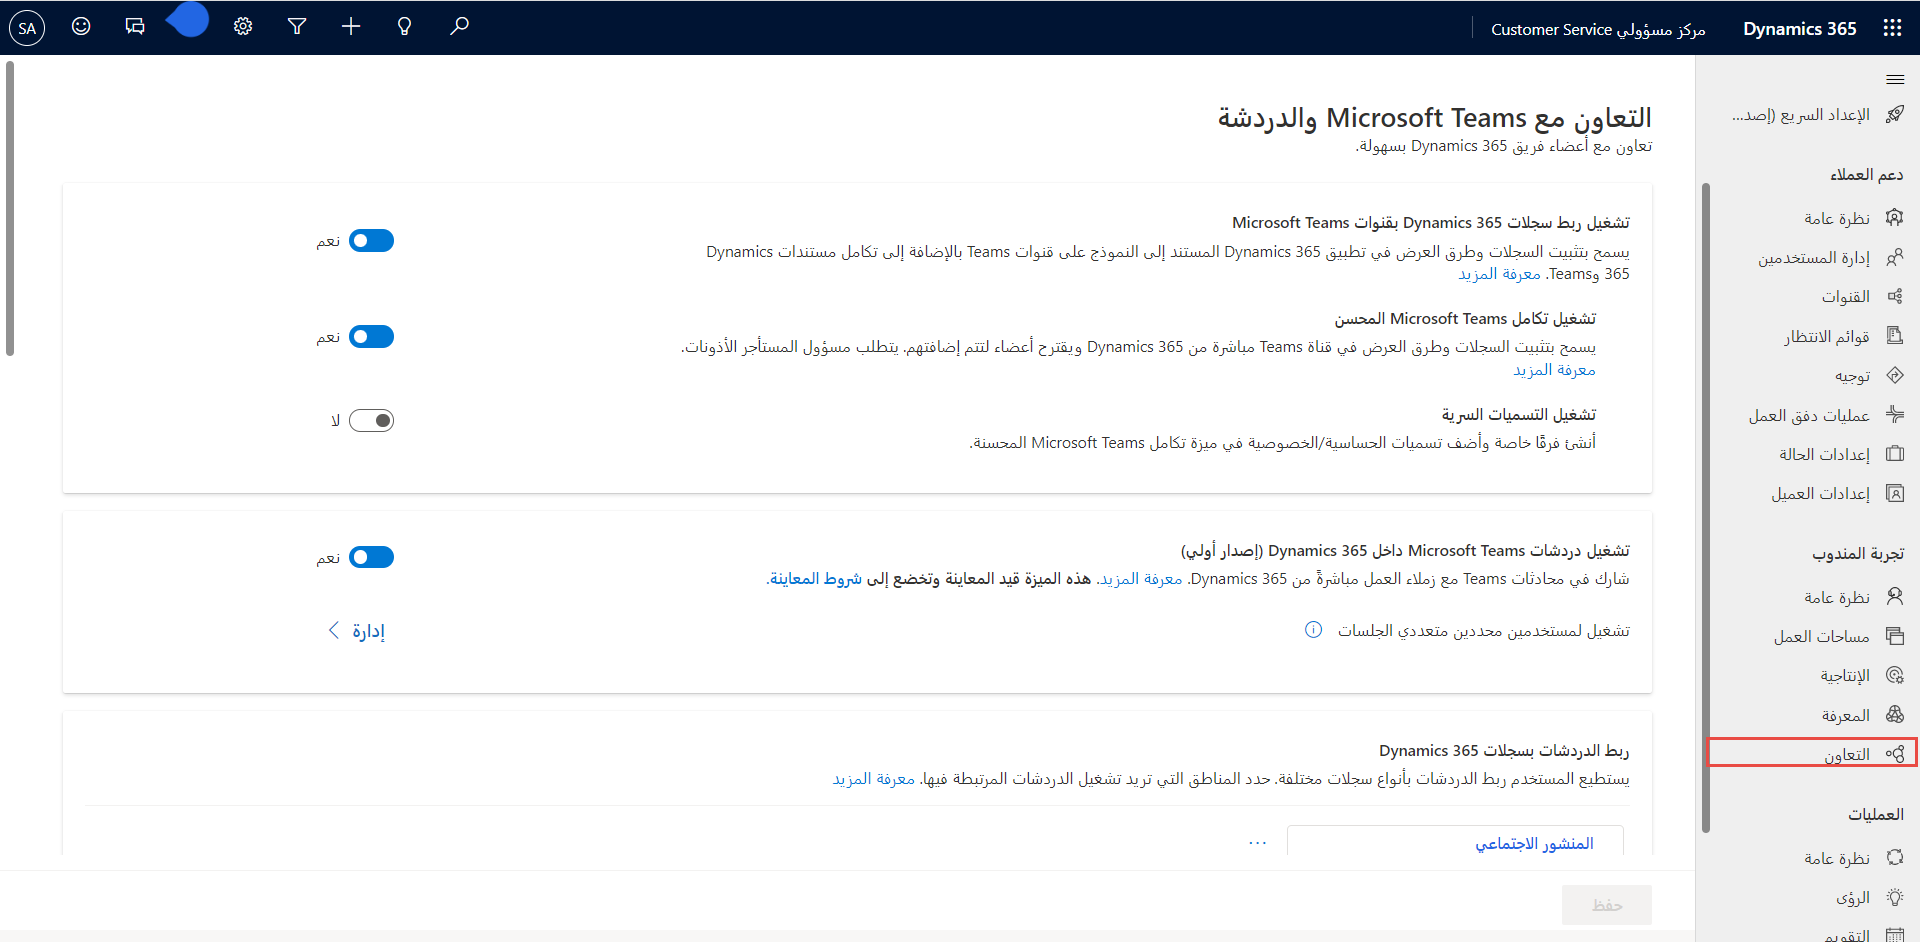 Dynamics 365
مركز مسؤولي Customer Service
SA
الإعداد السريع (إصد...
دعم العملاء
نظرة عامة
إدارة المستخدمين
القنوات
قوائم الانتظار
توجيه
عمليات دفق العمل
إعدادات الحالة
إعدادات العميل
تجربة المندوب
نظرة عامة
مساحات العمل
الإنتاجية
المعرفة
التعاون
العمليات
نظرة عامة
الرؤى
التقويم
التعاون مع Microsoft Teams والدردشة
تعاون مع أعضاء فريق Dynamics 365 بسهولة.
تشغيل ربط سجلات Dynamics 365 بقنوات Microsoft Teams
نعم
يسمح بتثبيت السجلات وطرق العرض في تطبيق Dynamics 365 المستند إلى النموذج على قنوات Teams بالإضافة إلى تكامل مستندات Dynamics
365 وTeams. معرفة المزيد
تشغيل تكامل Microsoft Teams المحسن
نعم
يسمح بتثبيت السجلات وطرق العرض في قناة Teams مباشرة من Dynamics 365 ويقترح أعضاء لتتم إضافتهم. يتطلب مسؤول المستأجر الأذونات.
معرفة المزيد
تشغيل التسميات السرية
لا
أنشئ فرقًا خاصة وأضف تسميات الحساسية/الخصوصية في ميزة تكامل Microsoft Teams المحسنة.
تشغيل دردشات Microsoft Teams داخل Dynamics 365 (إصدار أولي)
نعم
شارك في محادثات Teams مع زملاء العمل مباشرةً من Dynamics 365. معرفة المزيد. هذه الميزة قيد المعاينة وتخضع إلى شروط المعاينة.
تشغيل لمستخدمين محددين متعددي الجلسات
إدارة
ربط الدردشات بسجلات Dynamics 365
يستطيع المستخدم ربط الدردشات بأنواع سجلات مختلفة. حدد المناطق التي تريد تشغيل الدردشات المرتبطة فيها. معرفة المزيد
المنشور الاجتماعي
...
حفظ